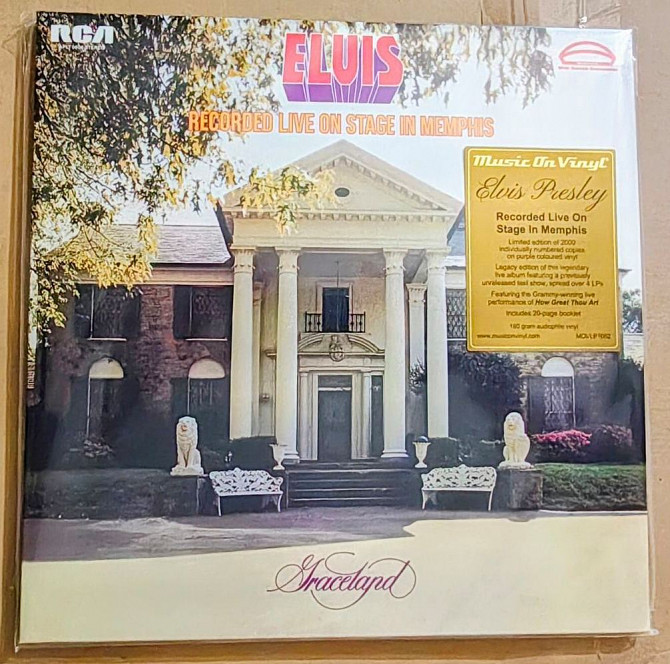 RCA
ELVIS
RECORDED LIVE ON STAGE IN MEMPHIS
Music On Vinyl
Elvis Presley
Recorded Live On
Stage In Memphis
Limited edition of 2000
individually numbered copies
on purple coloured vinyl
Legacy edition of this legendary
live album featuring a previously
unreleased test show, spread over 4 LPs
Featuring the Grammy-winning live
performance of How Great Thou Art
Includes 20-page booklet
180 gram audiophile vinyl
www.musiconvinyl.com
Graceland